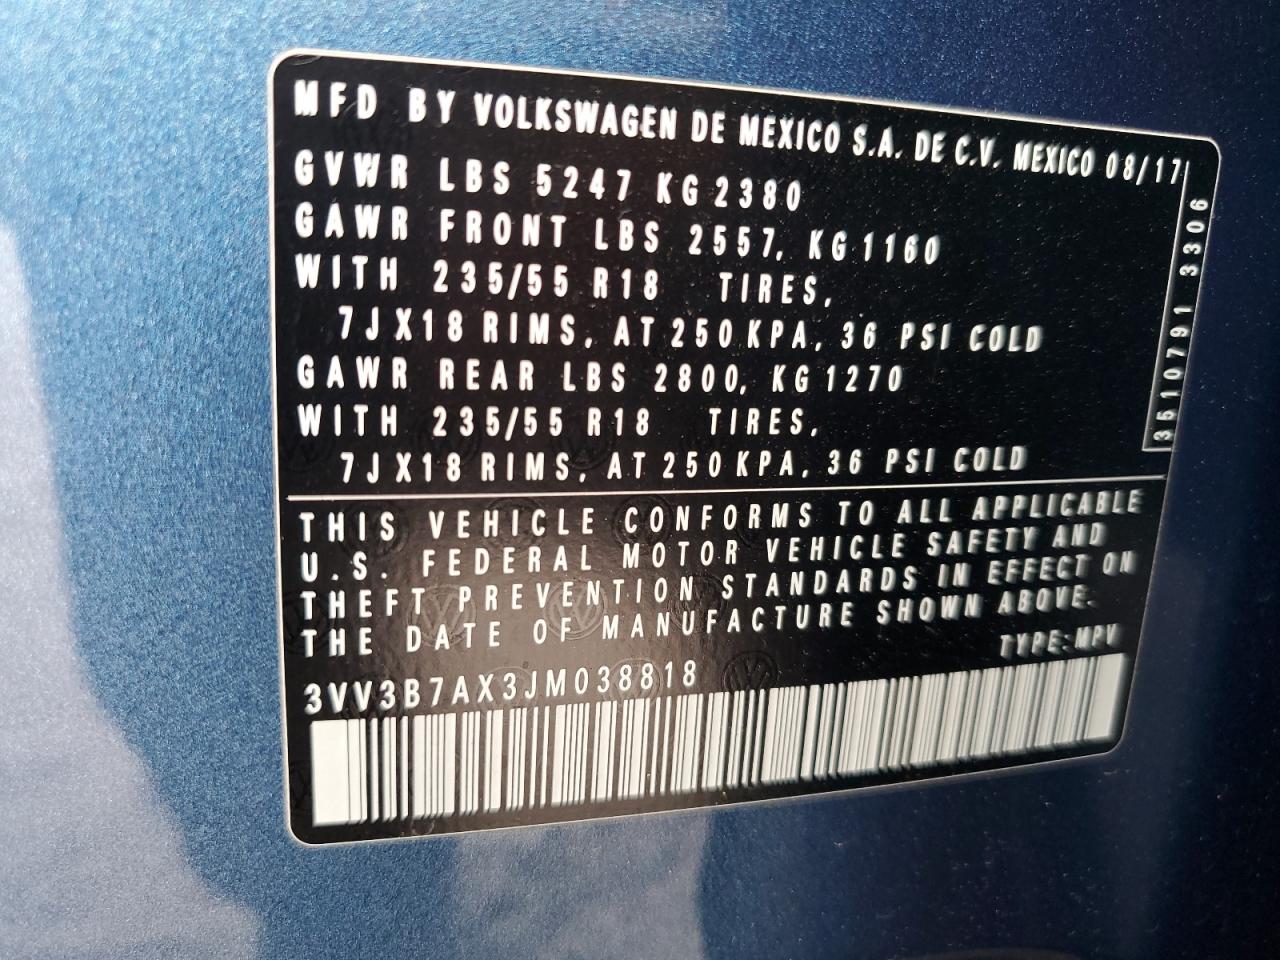 MFD BY VOLKSWAGEN DE MEXICO S.A. DE C.V. MEXICO 08/17
GVWR LBS 5247 KG 2380
GAWR FRONT LBS 2557, KG 1160
WITH 235/55 R18 TIRES,
7JX18 RIMS, AT 250 KPA, 36 PSI COLD
GAWR REAR LBS 2800, KG 1270
WITH 235/55 R18 TIRES,
7JX18 RIMS, AT 250 KPA, 36 PSI COLD
3510791 3306
THIS VEHICLE CONFORMS TO ALL APPLICABLE
U.S. FEDERAL MOTOR VEHICLE SAFETY AND
THEFT PREVENTION STANDARDS IN EFFECT ON
THE DATE OF MANUFACTURE SHOWN ABOVE.
TYPE:MPV
3VV3B7AX3JM038818